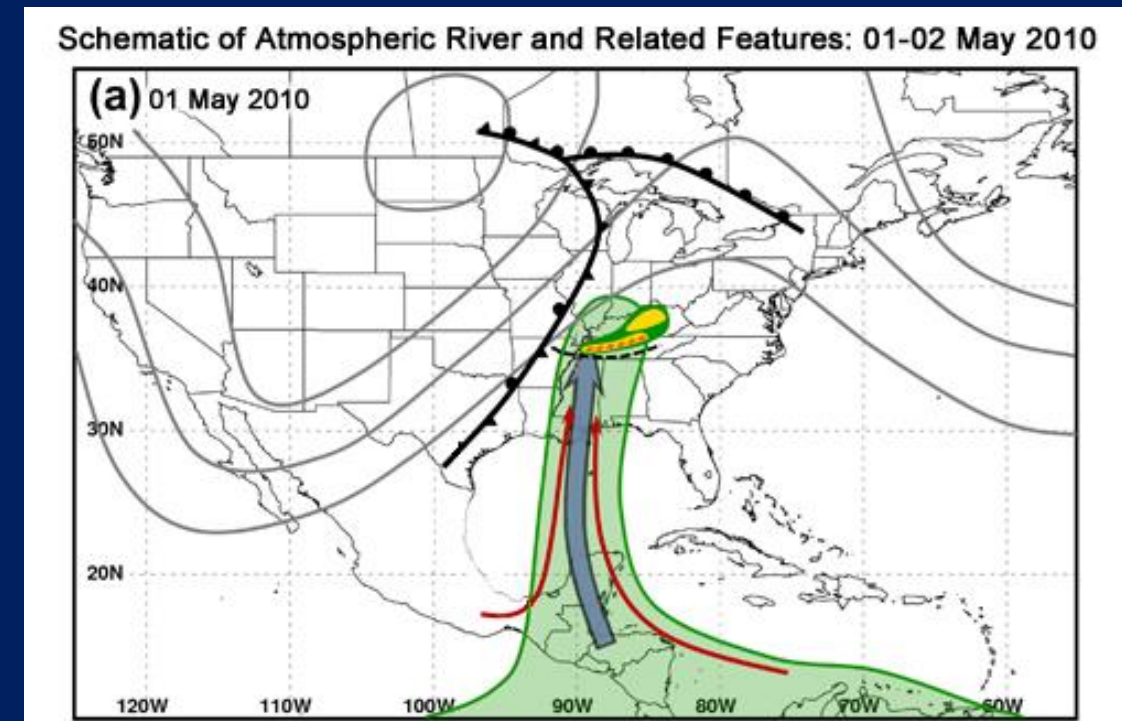 Schematic of Atmospheric River and Related Features: 01-02 May 2010
(a) 01 May 2010
50N
40N
30N
20N
120W 110W 100W 90W 80W 70W 60W